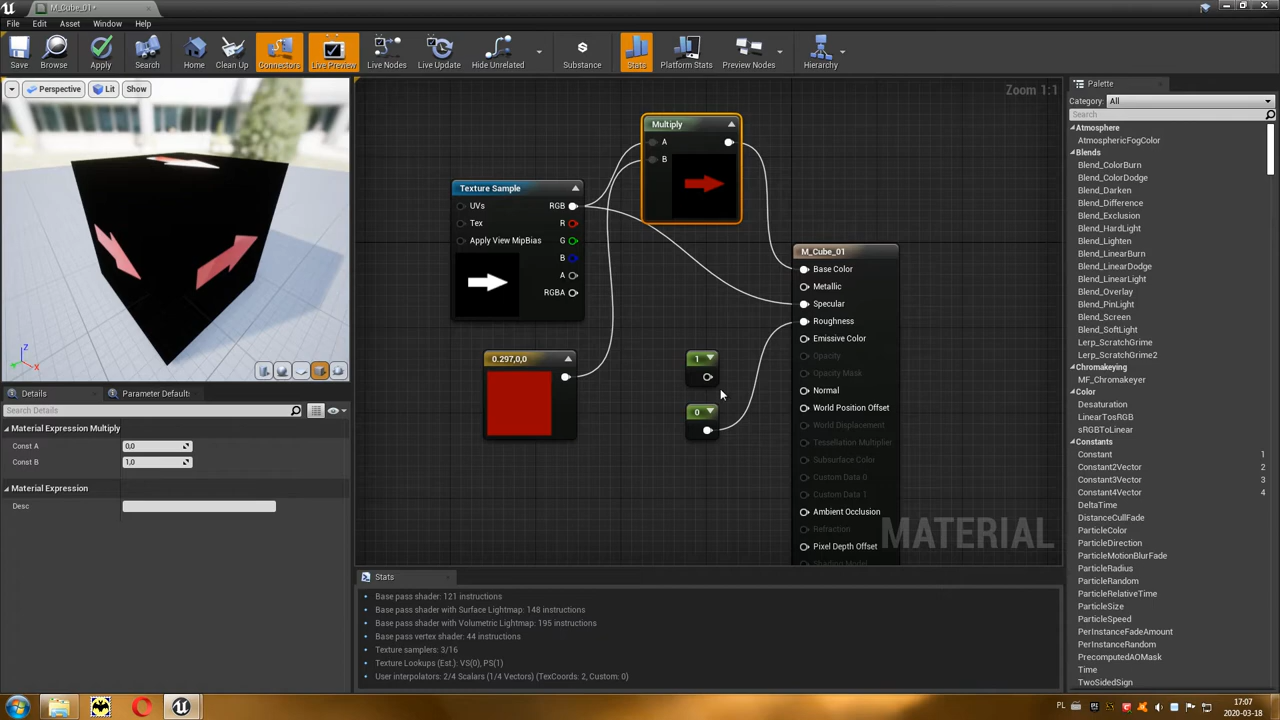 M_Cube_01*
File Edit Asset Window Help
Save Browse Apply Search Home Clean Up Connectors Live Preview Live Nodes Live Update Hide Unrelated Substance Stats Platform Stats Preview Nodes Hierarchy
Perspective Lit Show
Zoom 1:1
Multiply
A
B
Texture Sample
UVs RGB
Tex R
Apply View MipBias G
B
A
RGBA
0.297,0,0
1
0
M_Cube_01
Base Color
Metallic
Specular
Roughness
Emissive Color
Opacity
Opacity Mask
Normal
World Position Offset
World Displacement
Tessellation Multiplier
Subsurface Color
Custom Data 0
Custom Data 1
Ambient Occlusion
Refraction
Pixel Depth Offset
Shading Model
MATERIAL
Z
X
Details Parameter Default:
Search Details
Material Expression Multiply
Const A 0,0
Const B 1,0
Material Expression
Desc
Stats
Base pass shader: 121 instructions
Base pass shader with Surface Lightmap: 148 instructions
Base pass shader with Volumetric Lightmap: 195 instructions
Base pass vertex shader: 44 instructions
Texture samplers: 3/16
Texture Lookups (Est.): VS(0), PS(1)
User interpolators: 2/4 Scalars (1/4 Vectors) (TexCoords: 2, Custom: 0)
Palette
Category: All
Search
Atmosphere
AtmosphericFogColor
Blends
Blend_ColorBurn
Blend_ColorDodge
Blend_Darken
Blend_Difference
Blend_Exclusion
Blend_HardLight
Blend_Lighten
Blend_LinearBurn
Blend_LinearDodge
Blend_LinearLight
Blend_Overlay
Blend_PinLight
Blend_Screen
Blend_SoftLight
Lerp_ScratchGrime
Lerp_ScratchGrime2
Chromakeying
MF_Chromakeyer
Color
Desaturation
LinearTosRGB
sRGBToLinear
Constants
Constant 1
Constant2Vector 2
Constant3Vector 3
Constant4Vector 4
DeltaTime
DistanceCullFade
ParticleColor
ParticleDirection
ParticleMotionBlurFade
ParticleRadius
ParticleRandom
ParticleRelativeTime
ParticleSize
ParticleSpeed
PerInstanceFadeAmount
PerInstanceRandom
PrecomputedAOMask
Time
TwoSidedSign
PL
17:07
2020-03-18